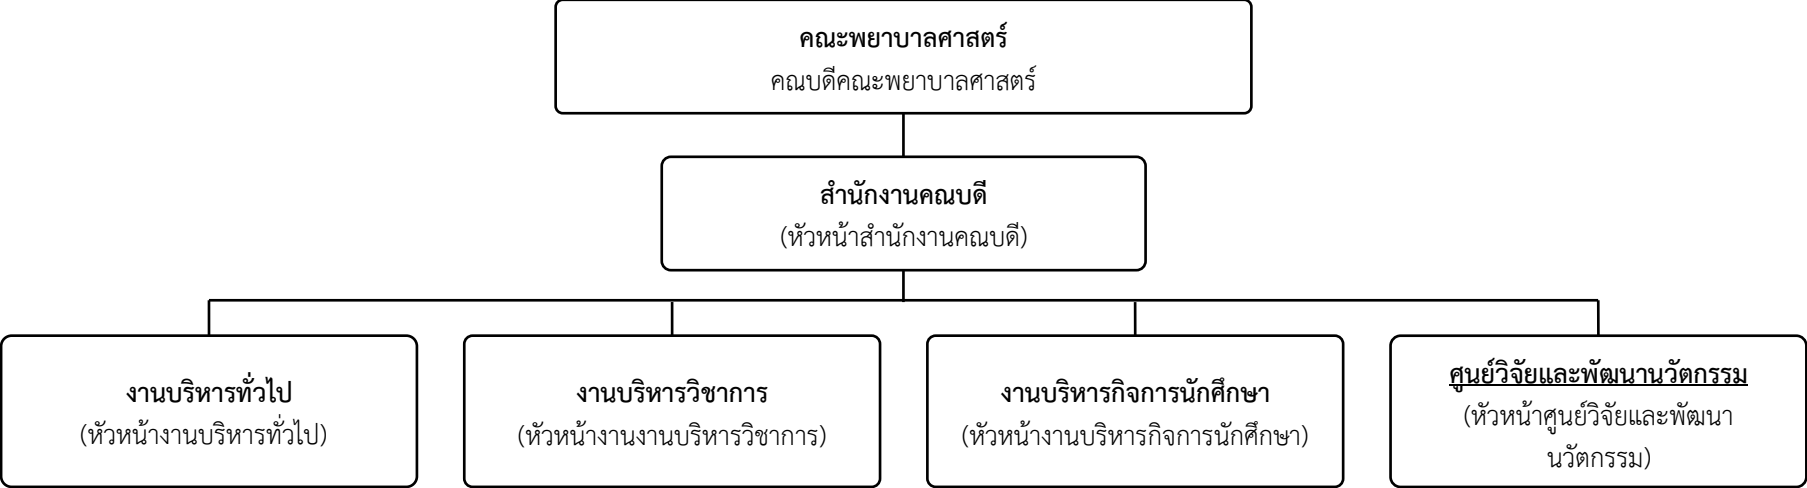 คณะพยาบาลศาสตร์
คณบดีคณะพยาบาลศาสตร์
สำนักงานคณบดี
(หัวหน้าสำนักงานคณบดี)
งานบริหารทั่วไป
(หัวหน้างานบริหารทั่วไป)
งานบริหารวิชาการ
(หัวหน้างานงานบริหารวิชาการ)
งานบริหารกิจการนักศึกษา
(หัวหน้างานบริหารกิจการนักศึกษา)
ศูนย์วิจัยและพัฒนานวัตกรรม
(หัวหน้าศูนย์วิจัยและพัฒนา
นวัตกรรม)